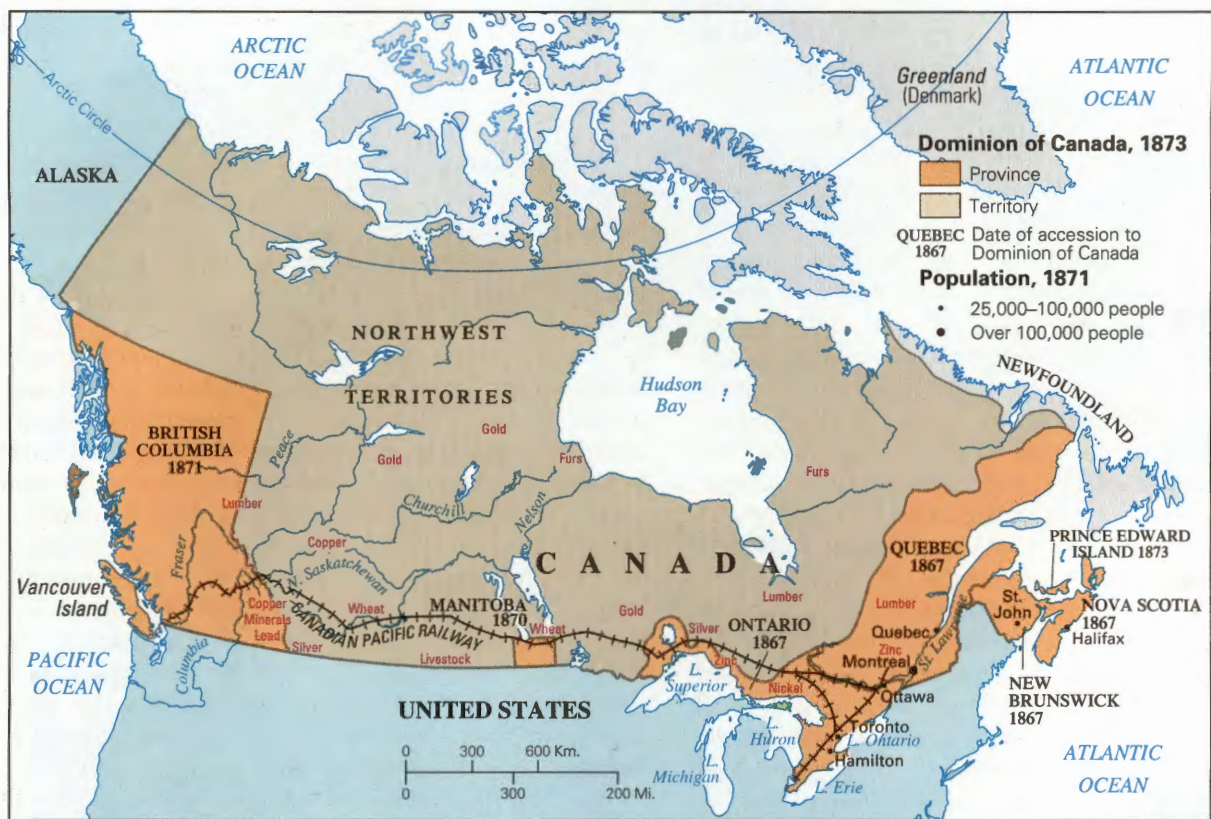 ARCTIC
OCEAN
Arctic Circle
ATLANTIC
OCEAN
Greenland
(Denmark)
Dominion of Canada, 1873
Province
Territory
QUEBEC
1867
Date of accession to
Dominion of Canada
Population, 1871
25,000–100,000 people
Over 100,000 people
ALASKA
NORTHWEST
TERRITORIES
Hudson
Bay
NEWFOUNDLAND
BRITISH
COLUMBIA
1871
Peace
Gold
Gold
Furs
Furs
Lumber
Churchill
Nelson
Fraser
Copper
N. Saskatchewan
CANADA
QUEBEC
1867
PRINCE EDWARD
ISLAND 1873
Vancouver
Island
Copper
Minerals
Lead
CANADIAN PACIFIC RAILWAY
Wheat
MANITOBA
1870
Wheat
Gold
Lumber
Silver
ONTARIO
1867
Lumber
Quebec
Zinc
St. Lawrence
St.
John
NOVA SCOTIA
1867
Halifax
PACIFIC
OCEAN
Columbia
Silver
Livestock
Zinc
Nickel
Montreal
Ottawa
NEW
BRUNSWICK
1867
UNITED STATES
L.
Superior
L.
Huron
L.
Michigan
Toronto
L. Ontario
Hamilton
L. Erie
ATLANTIC
OCEAN
0 300 600 Km.
0 300 200 Mi.